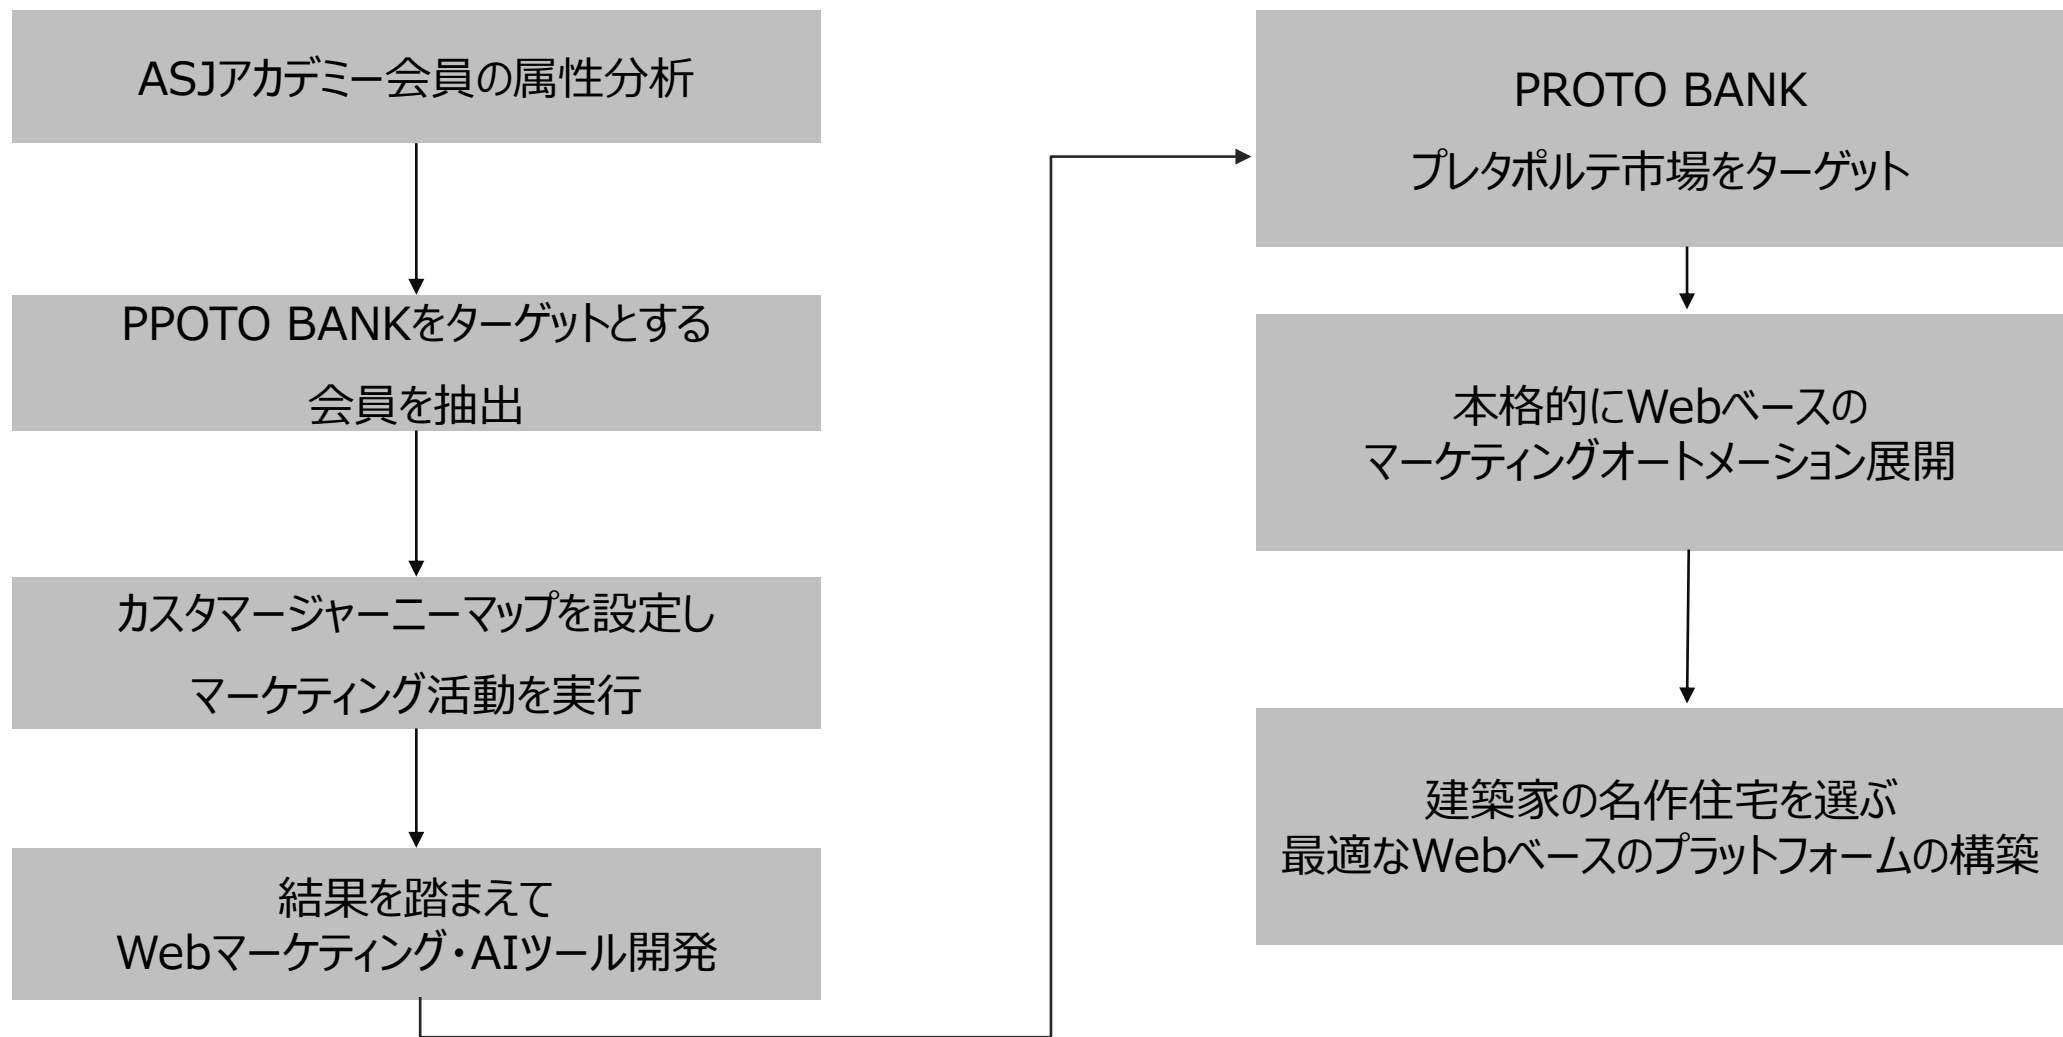 ASJアカデミー会員の属性分析
PPOTO BANKをターゲットとする
会員を抽出
カスタマージャーニーマップを設定し
マーケティング活動を実行
結果を踏まえて
Webマーケティング・AIツール開発
PROTO BANK
プレタポルテ市場をターゲット
本格的にWebベースの
マーケティングオートメーション展開
建築家の名作住宅を選ぶ
最適なWebベースのプラットフォームの構築